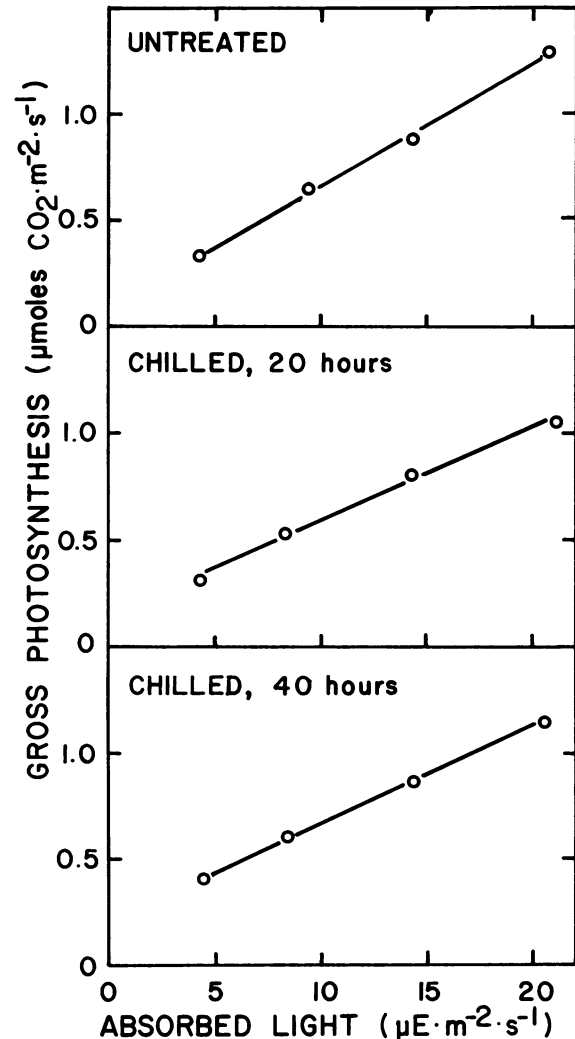 UNTREATED
1.0
0.5
0
CHILLED, 20 hours
1.0
0.5
0
CHILLED, 40 hours
1.0
0.5
0
0 5 10 15 20
ABSORBED LIGHT (µE·m⁻²·s⁻¹)
GROSS PHOTOSYNTHESIS (µmoles CO₂·m⁻²·s⁻¹)